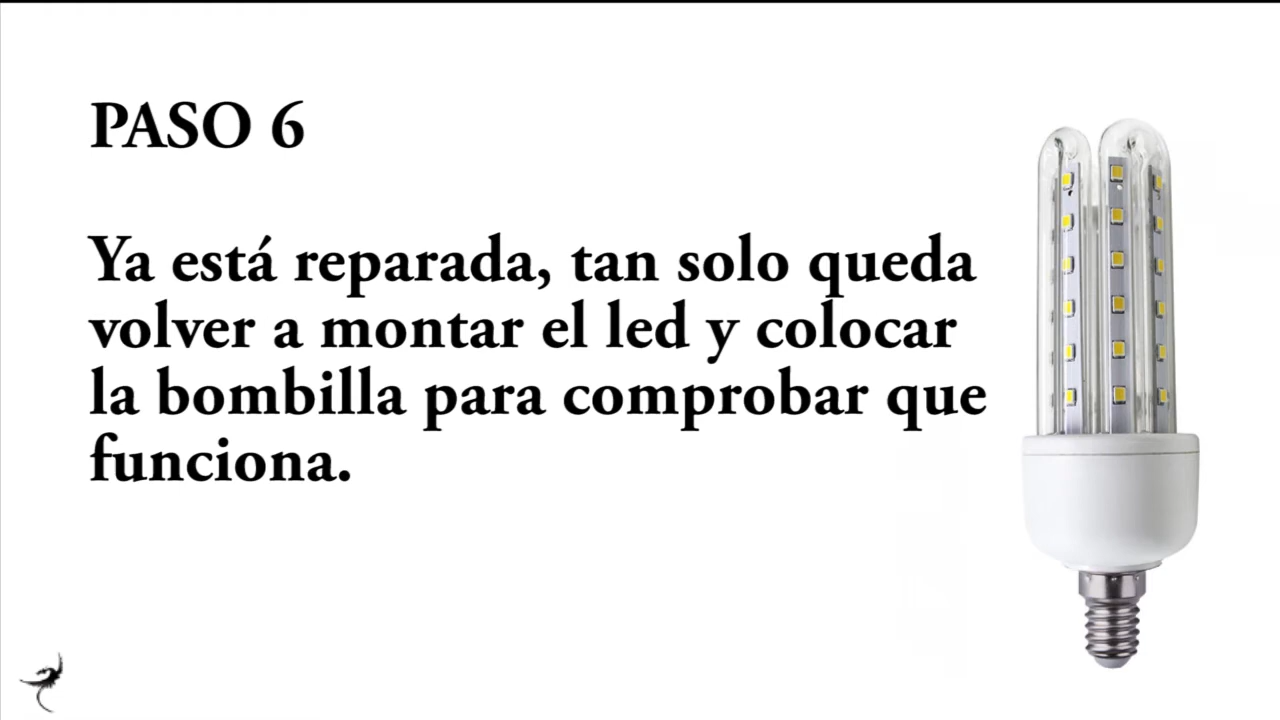 PASO 6
Ya está reparada, tan solo queda
volver a montar el led y colocar
la bombilla para comprobar que
funciona.